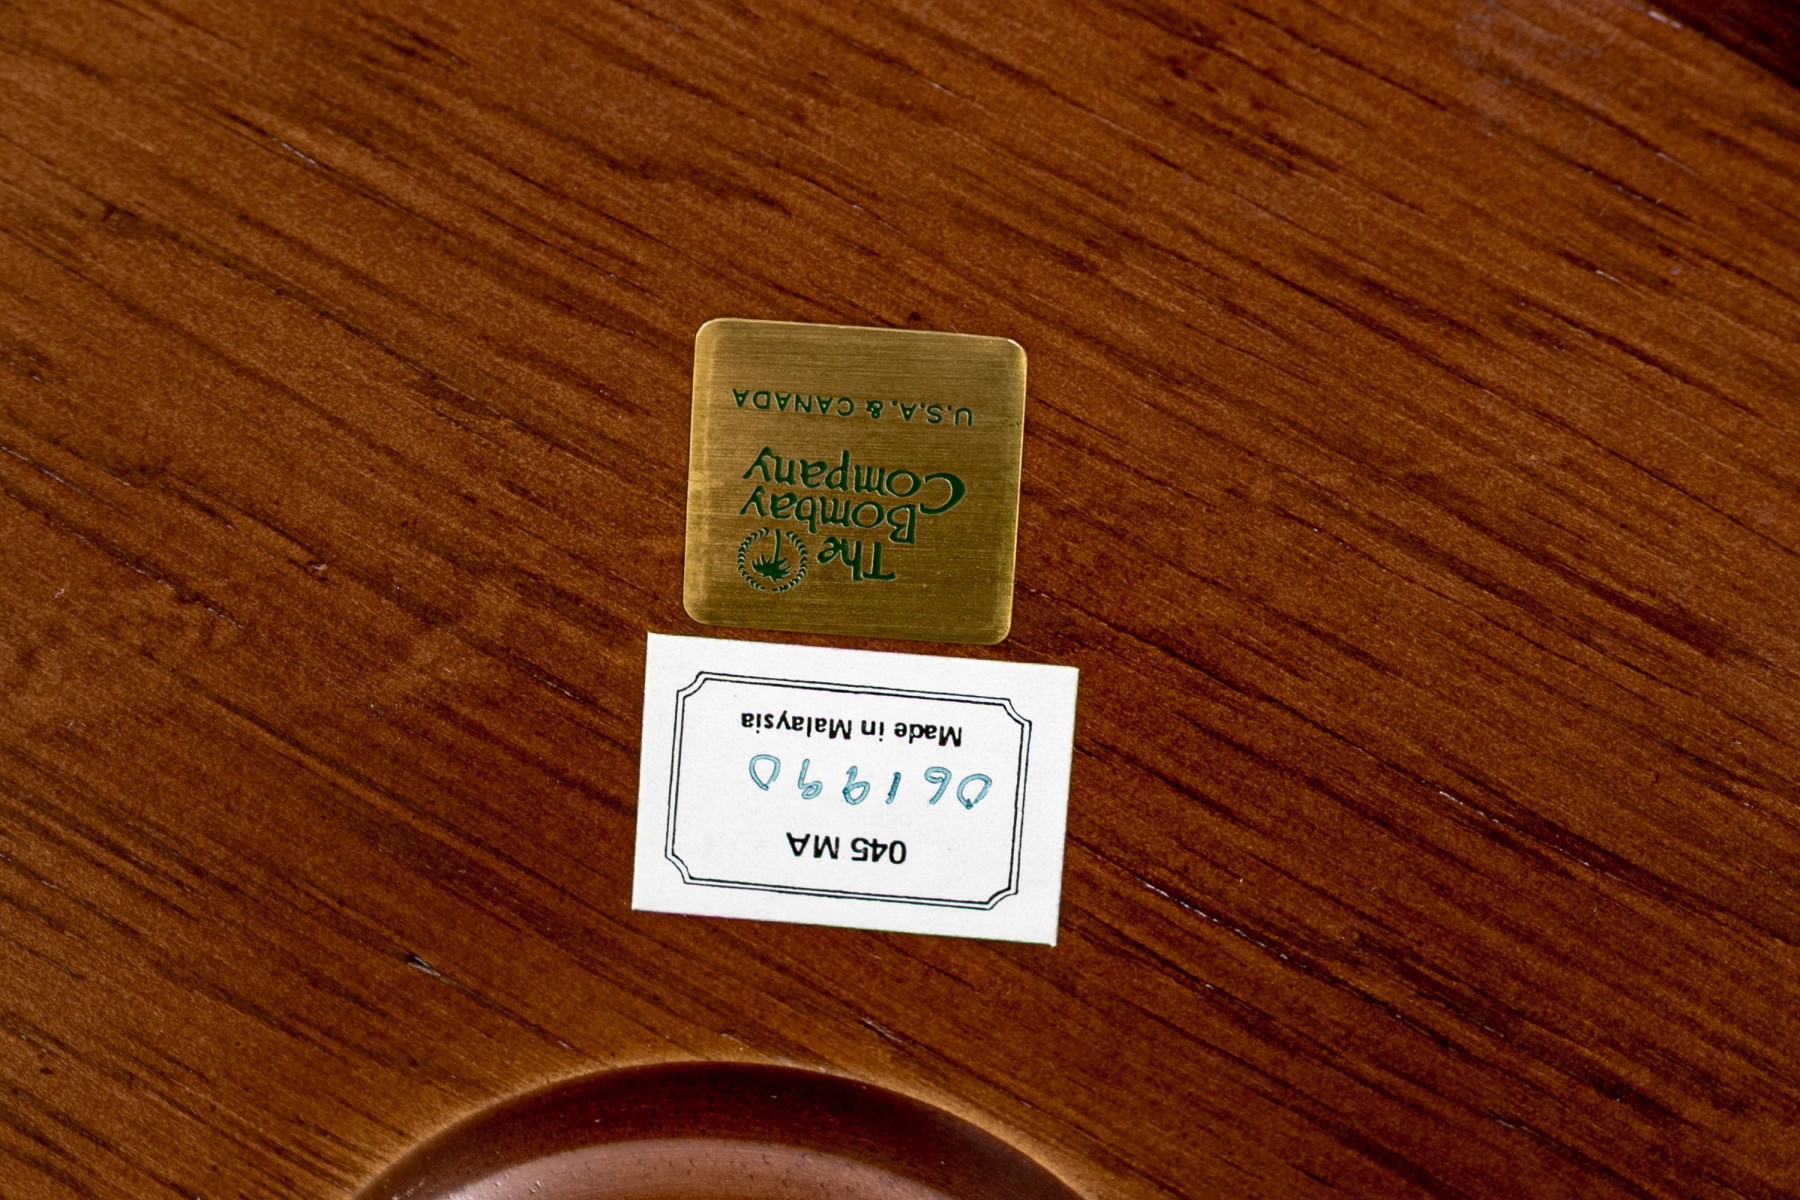 045 MA
061990
Made in Malaysia
The
Bombay
Company
U.S.A. & CANADA